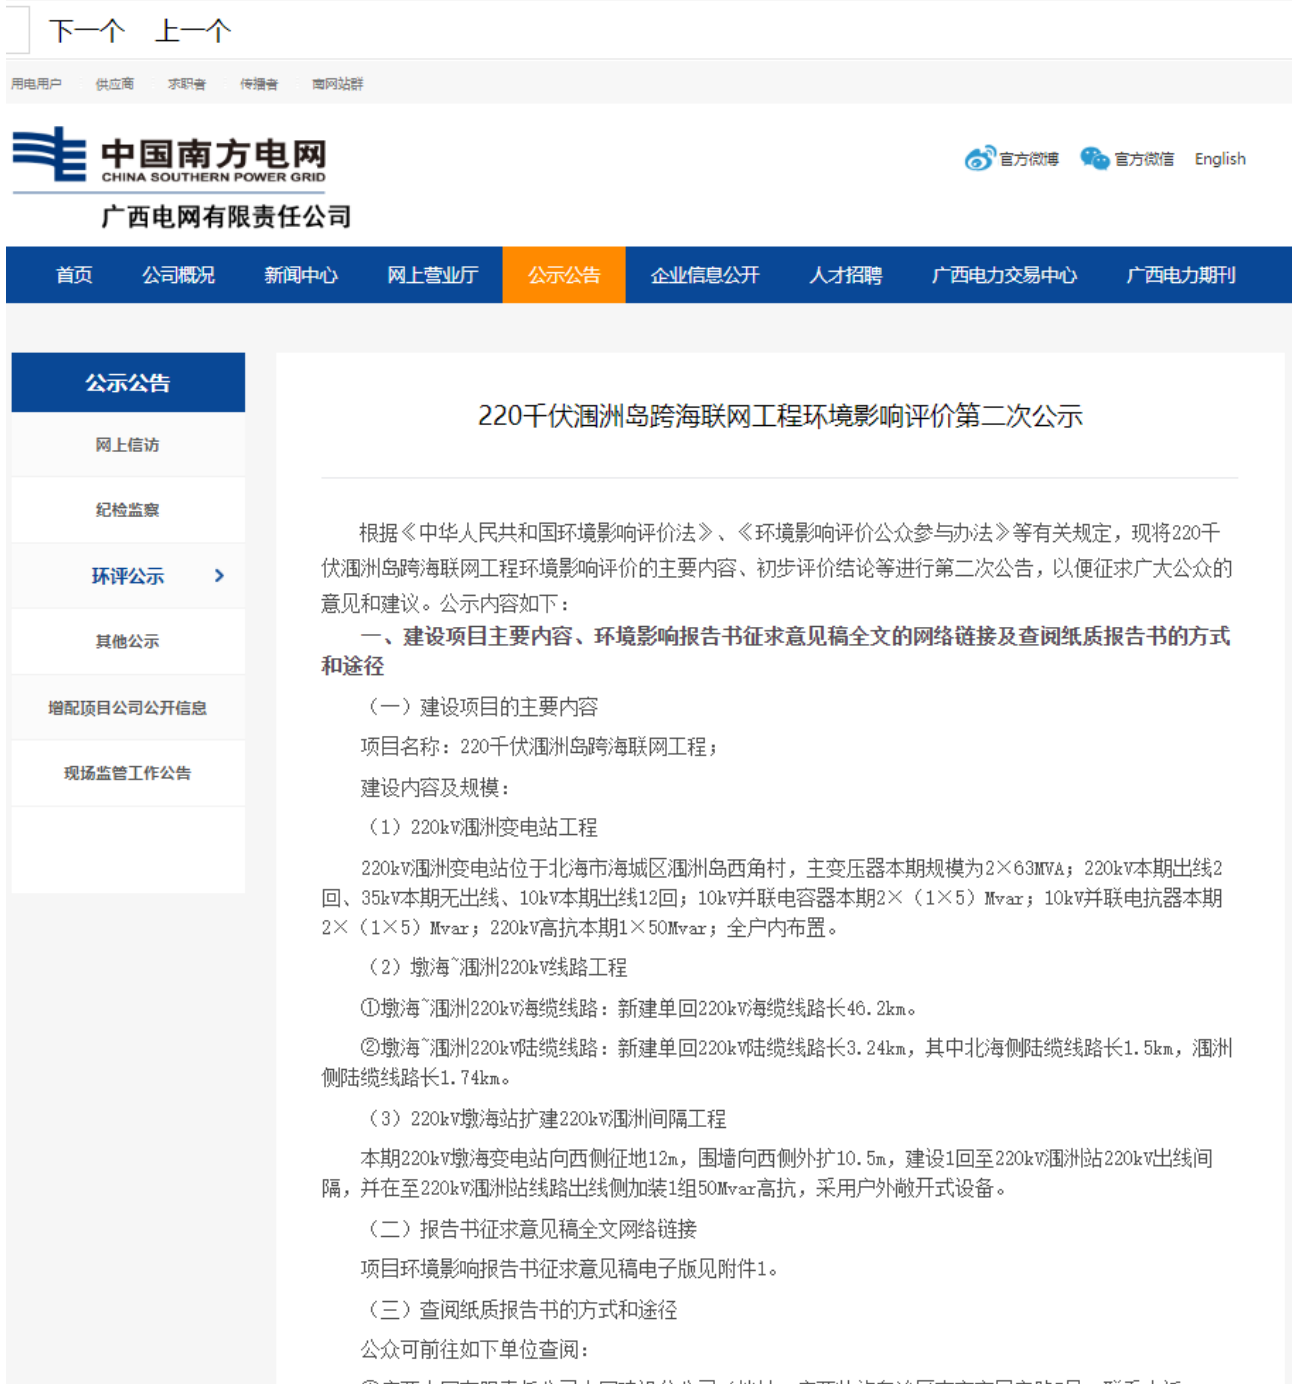 下一个 上一个
用电用户 供应商 求职者 传播者 南网站群
中国南方电网
CHINA SOUTHERN POWER GRID
广西电网有限责任公司
官方微博 官方微信 English
首页 公司概况 新闻中心 网上营业厅 公示公告 企业信息公开 人才招聘 广西电力交易中心 广西电力期刊
公示公告
网上信访
纪检监察
环评公示
其他公示
增配项目公司公开信息
现场监管工作公告
220千伏涠洲岛跨海联网工程环境影响评价第二次公示
根据《中华人民共和国环境影响评价法》、《环境影响评价公众参与办法》等有关规定，现将220千
伏涠洲岛跨海联网工程环境影响评价的主要内容、初步评价结论等进行第二次公告，以便征求广大公众的
意见和建议。公示内容如下：
一、建设项目主要内容、环境影响报告书征求意见稿全文的网络链接及查阅纸质报告书的方式
和途径
（一）建设项目的主要内容
项目名称：220千伏涠洲岛跨海联网工程；
建设内容及规模：
（1）220kV涠洲变电站工程
220kV涠洲变电站位于北海市海城区涠洲岛西角村，主变压器本期规模为2×63MVA；220kV本期出线2
回、35kV本期无出线、10kV本期出线12回；10kV并联电容器本期2×（1×5）Mvar；10kV并联电抗器本期
2×（1×5）Mvar；220kV高抗本期1×50Mvar；全户内布置。
（2）墩海~涠洲220kV线路工程
①墩海~涠洲220kV海缆线路：新建单回220kV海缆线路长46.2km。
②墩海~涠洲220kV陆缆线路：新建单回220kV陆缆线路长3.24km，其中北海侧陆缆线路长1.5km，涠洲
侧陆缆线路长1.74km。
（3）220kV墩海站扩建220kV涠洲间隔工程
本期220kV墩海变电站向西侧征地12m，围墙向西侧外扩10.5m，建设1回至220kV涠洲站220kV出线间
隔，并在至220kV涠洲站线路出线侧加装1组50Mvar高抗，采用户外敞开式设备。
（二）报告书征求意见稿全文网络链接
项目环境影响报告书征求意见稿电子版见附件1。
（三）查阅纸质报告书的方式和途径
公众可前往如下单位查阅：